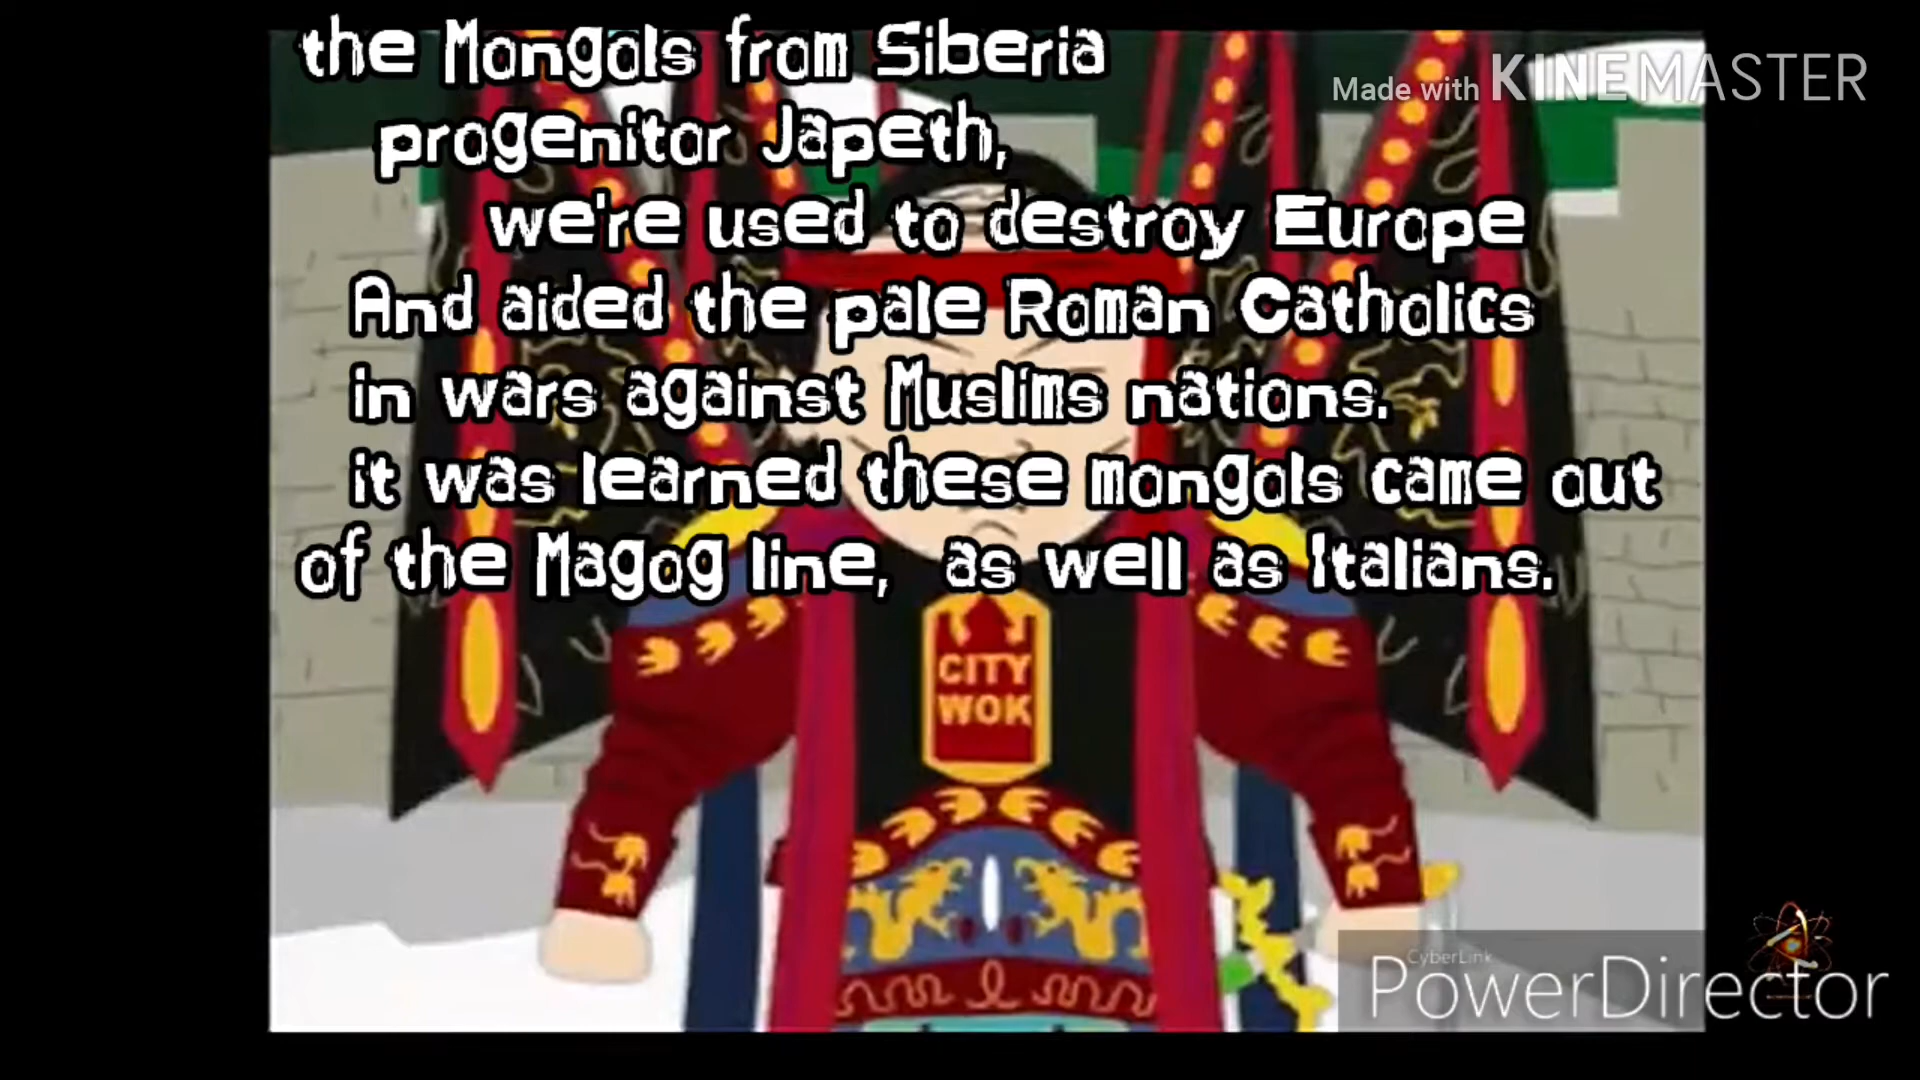 the Mongols from Siberia
Made with KINEMASTER
progenitor Japeth,
we're used to destroy Europe
And aided the pale Roman Catholics
in wars against Muslims nations.
it was learned these mongols came out
of the Magog line, as well as Italians.
CITY
WOK
CyberLink
PowerDirector